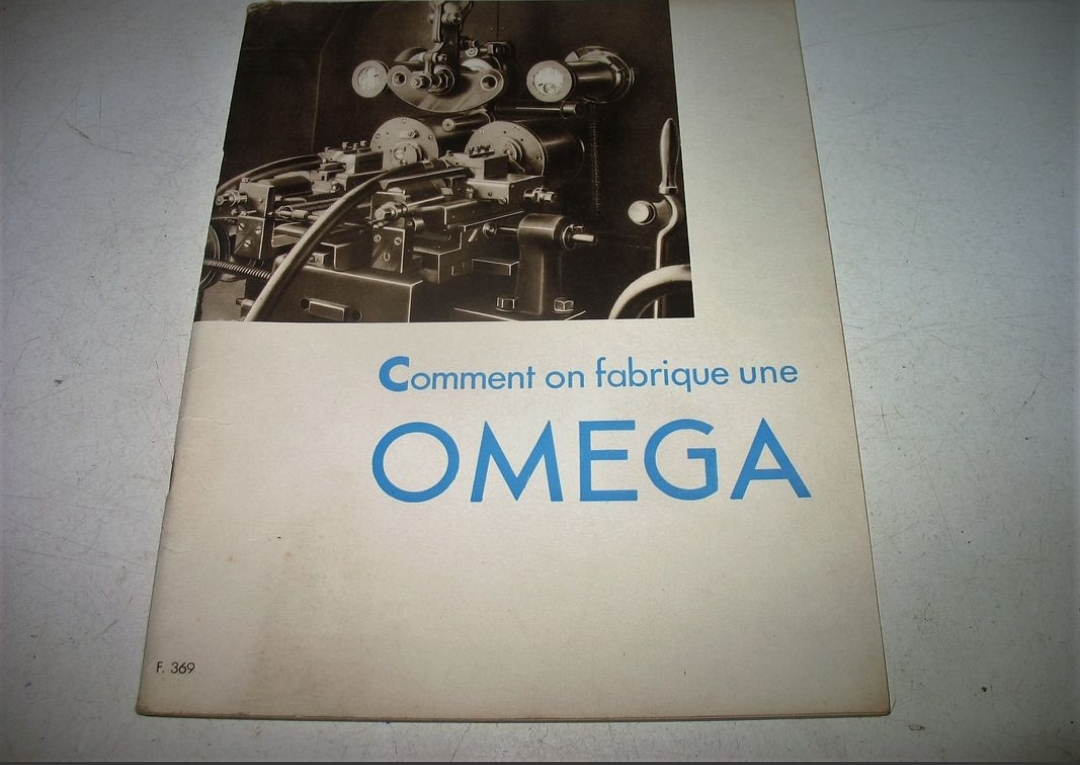 Comment on fabrique une
OMEGA
F. 369